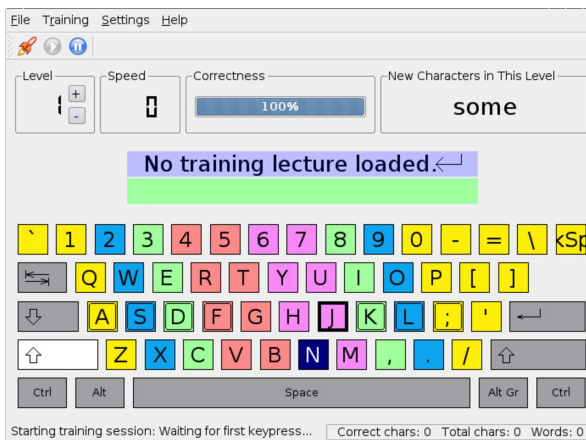 File Training Settings Help
Level Speed Correctness New Characters in This Level
1 + - 0 100% some
No training lecture loaded.
` 1 2 3 4 5 6 7 8 9 0 - = \ <Sp
Q W E R T Y U I O P [ ]
A S D F G H J K L ; '
Z X C V B N M , . /
Ctrl Alt Space Alt Gr Ctrl
Starting training session: Waiting for first keypress... Correct chars: 0 Total chars: 0 Words: 0